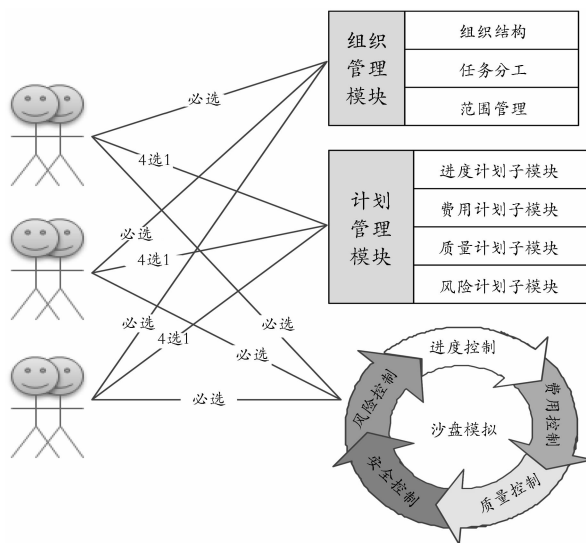 组织
管理
模块
组织结构
任务分工
范围管理
必选
4选1
计划
管理
模块
进度计划子模块
费用计划子模块
质量计划子模块
风险计划子模块
必选
4选1
必选
4选1
必选
必选
必选
进度控制
费用控制
质量控制
安全控制
风险控制
沙盘模拟